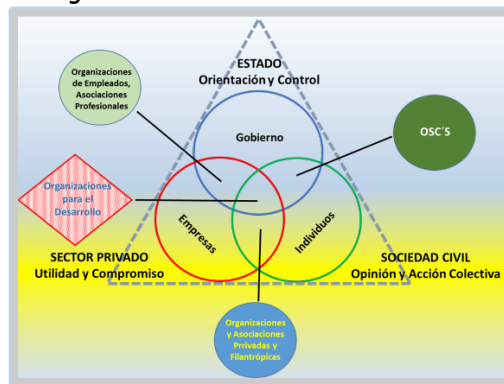 ESTADO
Orientación y Control
Organizaciones
de Empleados,
Asociaciones
Profesionales
Gobierno
OSC´S
Organizaciones
para el
Desarrollo
Empresas
Individuos
SECTOR PRIVADO
Utilidad y Compromiso
SOCIEDAD CIVIL
Opinión y Acción Colectiva
Organizaciones
y Asociaciones
Prrivadas y
Filantrópicas